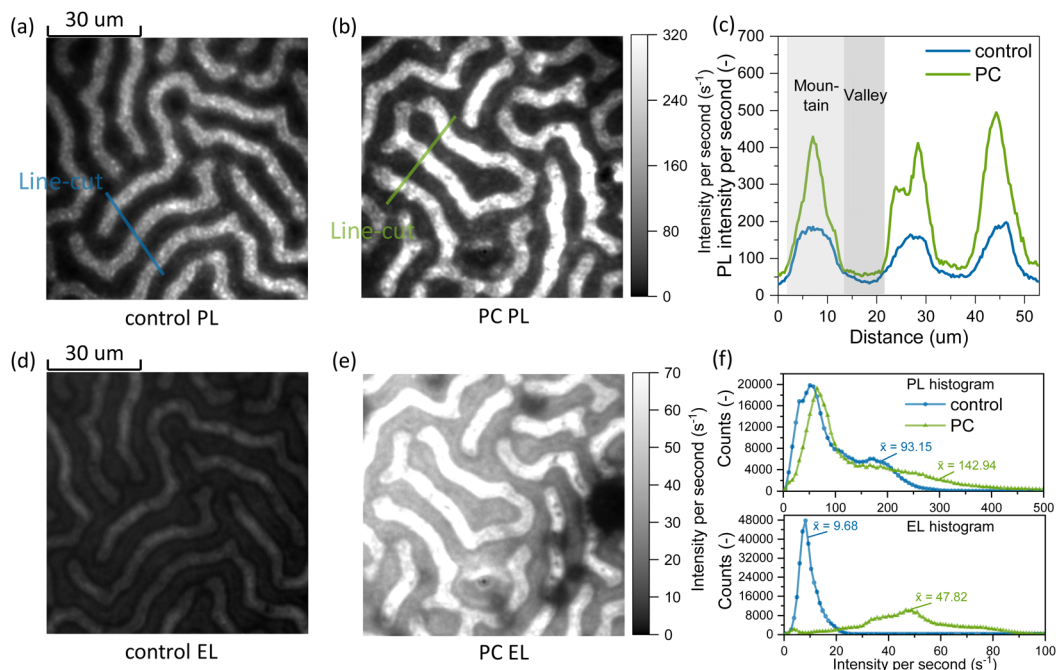 (a)
30 um
Line-cut
control PL
(b)
Line-cut
PC PL
320
240
160
80
0
Intensity per second (s⁻¹)
(c)
PL intensity per second (-)
700
600
500
400
300
200
100
0
Moun-
tain
Valley
control
PC
0 10 20 30 40 50
Distance (um)
(d)
30 um
control EL
(e)
PC EL
70
60
50
40
30
20
10
0
Intensity per second (s⁻¹)
(f)
Counts (-)
20000
16000
12000
8000
4000
0
PL histogram
control
PC
x̄ = 93.15
x̄ = 142.94
0 100 200 300 400 500
Counts (-)
48000
40000
32000
24000
16000
8000
0
EL histogram
x̄ = 9.68
x̄ = 47.82
0 20 40 60 80 100
Intensity per second (s⁻¹)